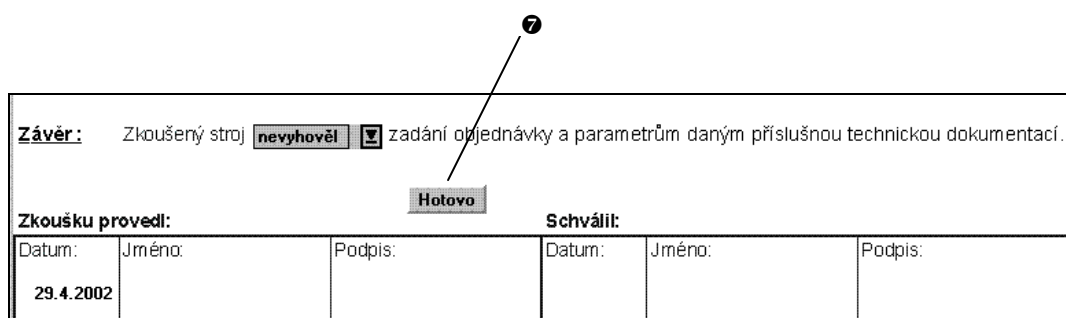 ❼
Závěr: Zkoušený stroj nevyhověl zadání objednávky a parametrům daným příslušnou technickou dokumentací.
Hotovo
Zkoušku provedl: Schválil:
Datum: Jméno: Podpis: Datum: Jméno: Podpis:
29.4.2002